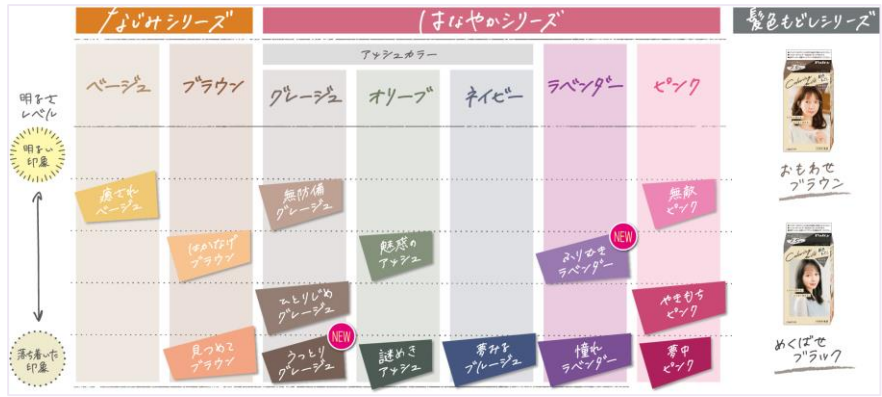 なじみシリーズ
はなやかシリーズ
髪色もどしシリーズ
アッシュカラー
ベージュ
ブラウン
グレージュ
オリーブ
ネイビー
ラベンダー
ピンク
明るさ
レベル
明るい
印象
落ち着いた
印象
癒され
ベージュ
無防備
グレージュ
無敵
ピンク
はかなげ
ブラウン
魅惑の
アッシュ
NEW
ふりむき
ラベンダー
ひとりじめ
グレージュ
やきもち
ピンク
見つめて
ブラウン
NEW
うっとり
グレージュ
謎めき
アッシュ
夢みる
ブルージュ
憧れ
ラベンダー
夢中
ピンク
おもわせ
ブラウン
めくばせ
ブラック